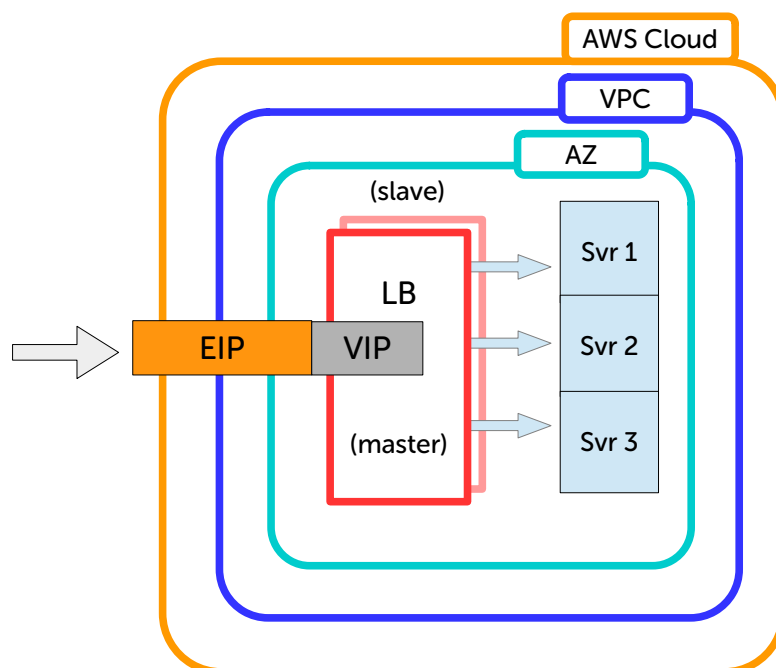 AWS Cloud
VPC
AZ
(slave)
LB
EIP
VIP
(master)
Svr 1
Svr 2
Svr 3